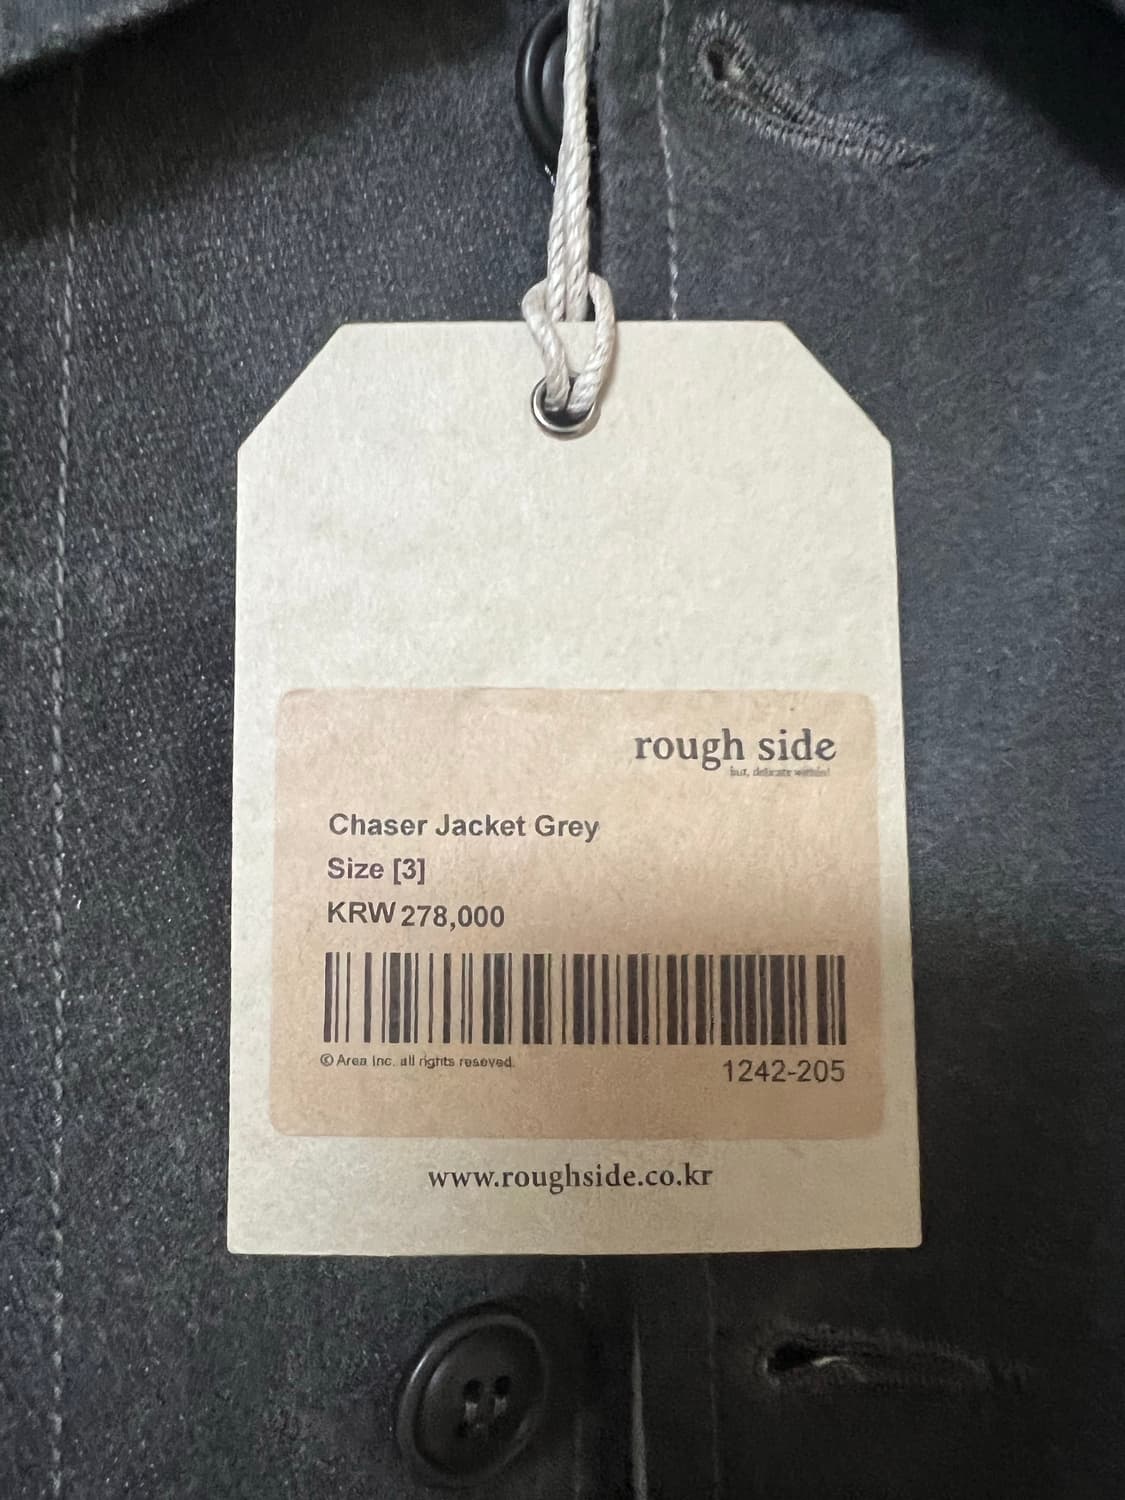 rough side
but, delicate within!
Chaser Jacket Grey
Size [3]
KRW 278,000
© Area Inc. all rights reseved.
1242-205
www.roughside.co.kr